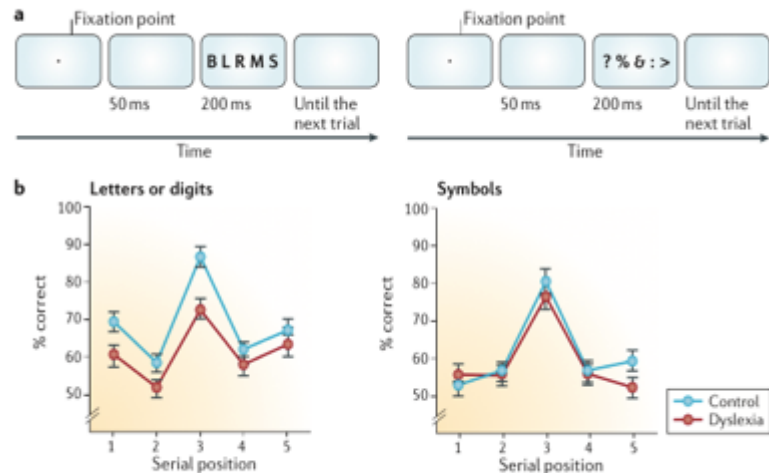 a
Fixation point
Fixation point
B L R M S
? % & : >
50 ms
200 ms
Until the
next trial
50 ms
200 ms
Until the
next trial
Time
Time
b
Letters or digits
Symbols
100
90
80
70
60
50
% correct
1 2 3 4 5
Serial position
100
90
80
70
60
50
% correct
1 2 3 4 5
Serial position
Control
Dyslexia